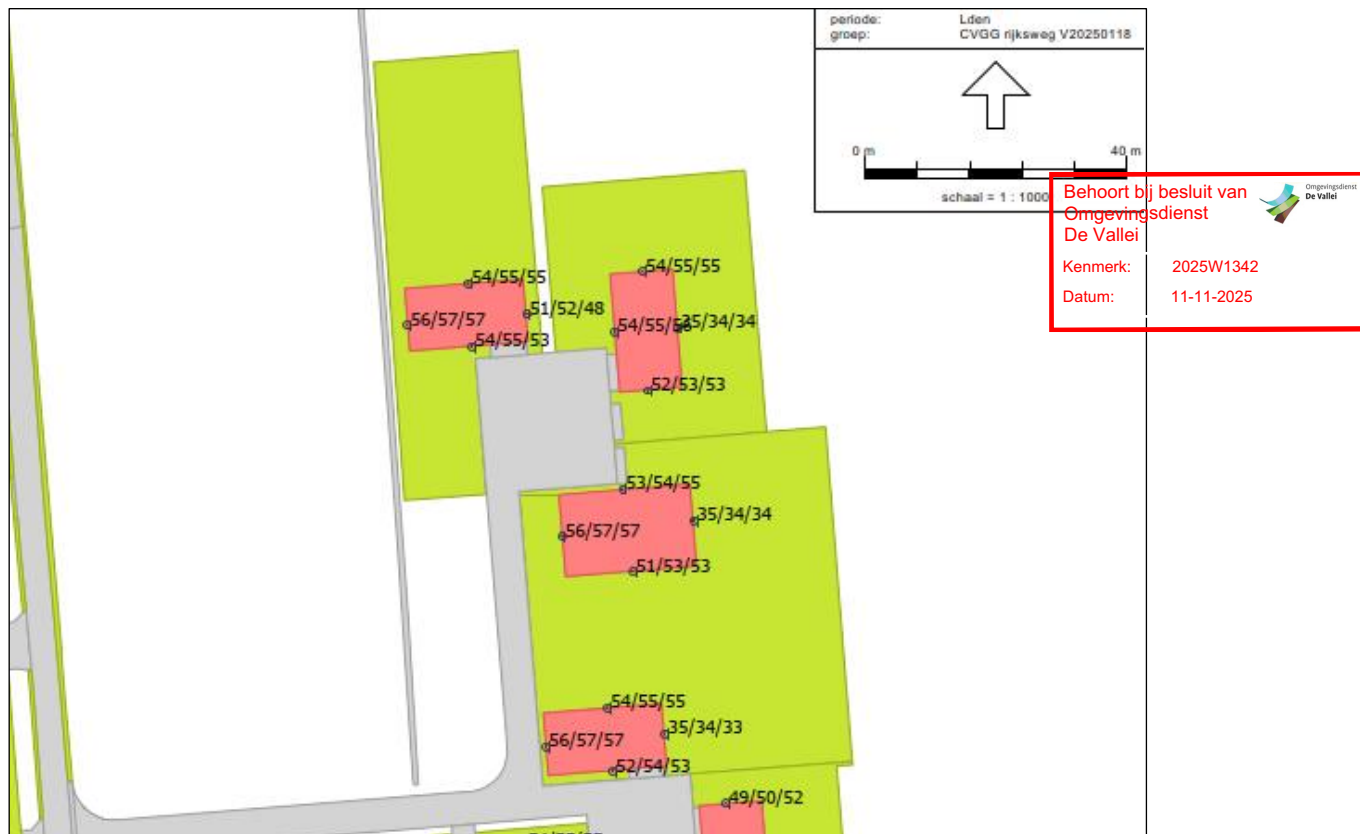 periode: Lden
groep: CVGG rijksweg V20250118
0 m 40 m
schaal = 1 : 1000
Behoort bij besluit van
Omgevingsdienst
De Vallei
Kenmerk: 2025W1342
Datum: 11-11-2025
Omgevingsdienst
De Vallei
54/55/55
51/52/48
56/57/57
54/55/53
54/55/55
54/55/56
35/34/34
52/53/53
53/54/55
35/34/34
56/57/57
51/53/53
54/55/55
35/34/33
56/57/57
52/54/53
49/50/52